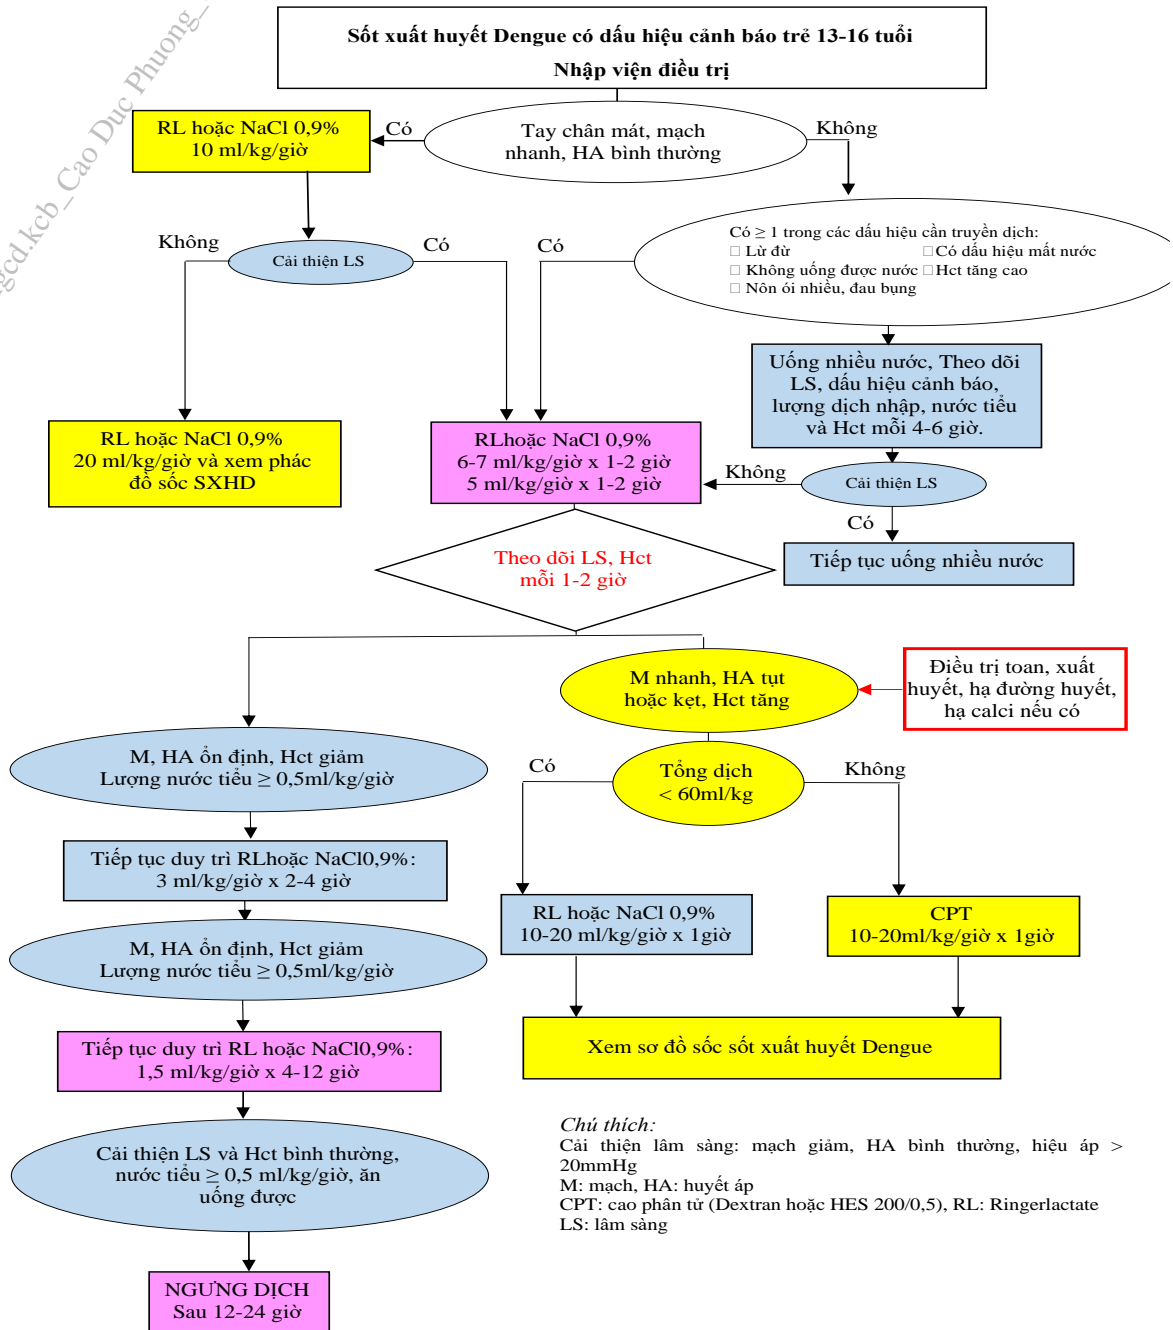 gcd.kcb_Cao Duc Phuong_
Sốt xuất huyết Dengue có dấu hiệu cảnh báo trẻ 13-16 tuổi
Nhập viện điều trị
RL hoặc NaCl 0,9%
10 ml/kg/giờ
Có
Tay chân mát, mạch
nhanh, HA bình thường
Không
Không
Cải thiện LS
Có
Có
Có ≥ 1 trong các dấu hiệu cần truyền dịch:
□ Lừ đừ □ Có dấu hiệu mất nước
□ Không uống được nước □ Hct tăng cao
□ Nôn ói nhiều, đau bụng
Uống nhiều nước, Theo dõi
LS, dấu hiệu cảnh báo,
lượng dịch nhập, nước tiểu
và Hct mỗi 4-6 giờ.
RL hoặc NaCl 0,9%
20 ml/kg/giờ và xem phác
đồ sốc SXHD
RLhoặc NaCl 0,9%
6-7 ml/kg/giờ x 1-2 giờ
5 ml/kg/giờ x 1-2 giờ
Không
Cải thiện LS
Có
Tiếp tục uống nhiều nước
Theo dõi LS, Hct
mỗi 1-2 giờ
M nhanh, HA tụt
hoặc kẹt, Hct tăng
Điều trị toan, xuất
huyết, hạ đường huyết,
hạ calci nếu có
M, HA ổn định, Hct giảm
Lượng nước tiểu ≥ 0,5ml/kg/giờ
Có
Tổng dịch
< 60ml/kg
Không
Tiếp tục duy trì RLhoặc NaCl0,9%:
3 ml/kg/giờ x 2-4 giờ
RL hoặc NaCl 0,9%
10-20 ml/kg/giờ x 1giờ
CPT
10-20ml/kg/giờ x 1giờ
M, HA ổn định, Hct giảm
Lượng nước tiểu ≥ 0,5ml/kg/giờ
Tiếp tục duy trì RL hoặc NaCl0,9%:
1,5 ml/kg/giờ x 4-12 giờ
Xem sơ đồ sốc sốt xuất huyết Dengue
Cải thiện LS và Hct bình thường,
nước tiểu ≥ 0,5 ml/kg/giờ, ăn
uống được
NGƯNG DỊCH
Sau 12-24 giờ
Chú thích:
Cải thiện lâm sàng: mạch giảm, HA bình thường, hiệu áp >
20mmHg
M: mạch, HA: huyết áp
CPT: cao phân tử (Dextran hoặc HES 200/0,5), RL: Ringerlactate
LS: lâm sàng